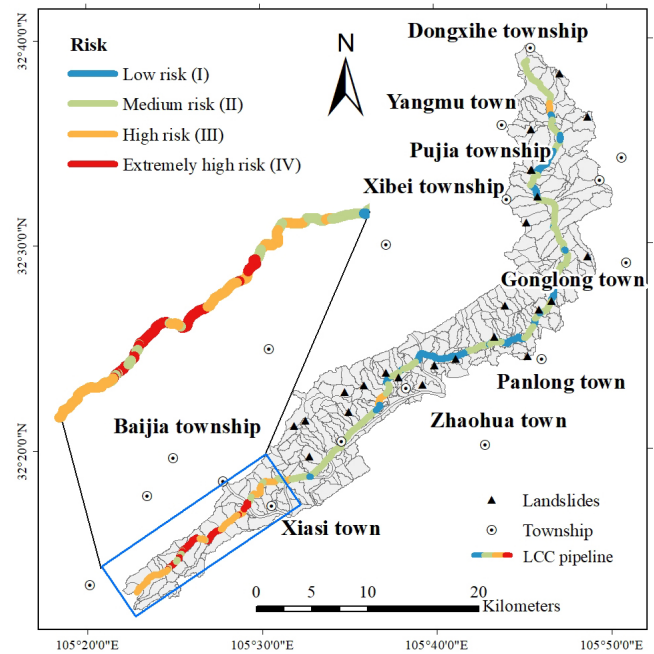 32°40'0"N
Risk
Low risk (I)
Medium risk (II)
High risk (III)
Extremely high risk (IV)
N
Dongxihe township
Yangmu town
Pujia township
Xibei township
32°30'0"N
Gonglong town
Panlong town
Baijia township
Zhaohua town
32°20'0"N
Xiasi town
Landslides
Township
LCC pipeline
0 5 10 20
Kilometers
105°20'0"E 105°30'0"E 105°40'0"E 105°50'0"E